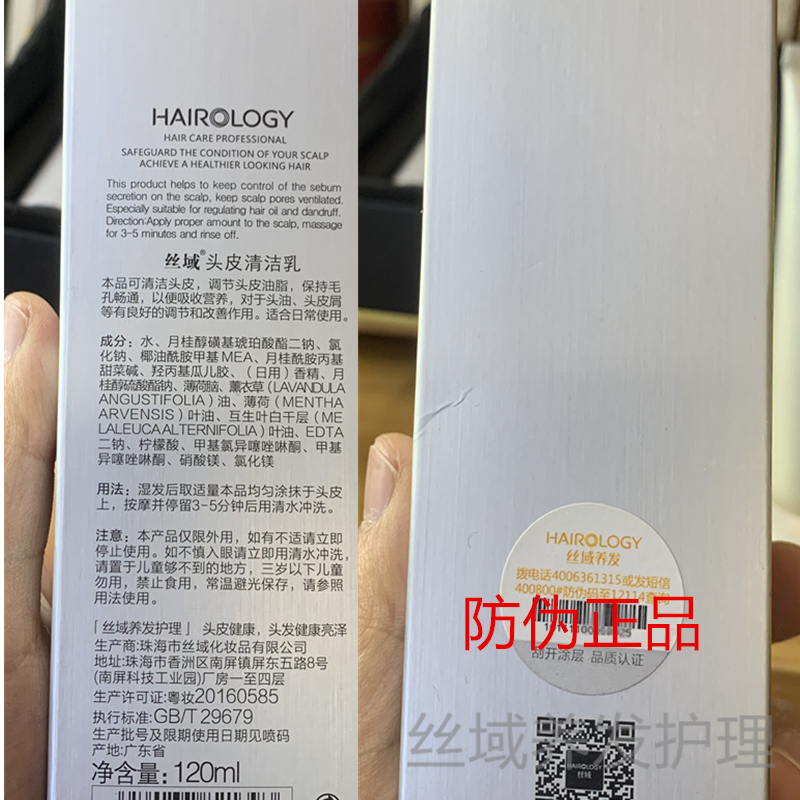 HAIROLOGY
HAIR CARE PROFESSIONAL
SAFEGUARD THE CONDITION OF YOUR SCALP
ACHIEVE A HEALTHIER LOOKING HAIR
This product helps to keep control of the sebum
secretion on the scalp, keep scalp pores ventilated.
Especially suitable for regulating hair oil and dandruff.
Direction:Apply proper amount to the scalp, massage
for 3-5 minutes and rinse off.
丝域®头皮清洁乳
本品可清洁头皮，调节头皮油脂，保持毛
孔畅通，以便吸收营养，对于头油、头皮屑
等有良好的调节和改善作用。适合日常使用。
成分：水、月桂醇磺基琥珀酸酯二钠、氯
化钠、椰油酰胺甲基 MEA、月桂酰胺丙基
甜菜碱、羟丙基瓜儿胶、（日用）香精、月
桂醇硫酸酯钠、薄荷脑、薰衣草（LAVANDULA
ANGUSTIFOLIA）油、薄荷（MENTHA
ARVENSIS）叶油、互生叶白千层（ME
LALEUCA ALTERNIFOLIA）叶油、EDTA
二钠、柠檬酸、甲基氯异噻唑啉酮、甲基
异噻唑啉酮、硝酸镁、氯化镁
用法：湿发后取适量本品均匀涂抹于头皮
上，按摩并停留3-5分钟后用清水冲洗。
注意：本产品仅限外用，如有不适请立即
停止使用。如不慎入眼请立即用清水冲洗，
请置于儿童够不到的地方，三岁以下儿童
勿用，禁止食用，常温避光保存，请参照
用法使用。
「丝域养发护理」头皮健康，头发健康亮泽
生产商：珠海市丝域化妆品有限公司
地址：珠海市香洲区南屏镇屏东五路8号
(南屏科技工业园)厂房一至四层
生产许可证：粤妆20160585
执行标准：GB/T 29679
生产批号及限期使用日期见喷码
产地：广东省
净含量：120ml
HAIROLOGY
丝域养发
拨电话4006361315或发短信
400800#防伪码至12114查询
防伪正品
刮开涂层 品质认证
丝域养发护理
HAIROLOGY
丝域